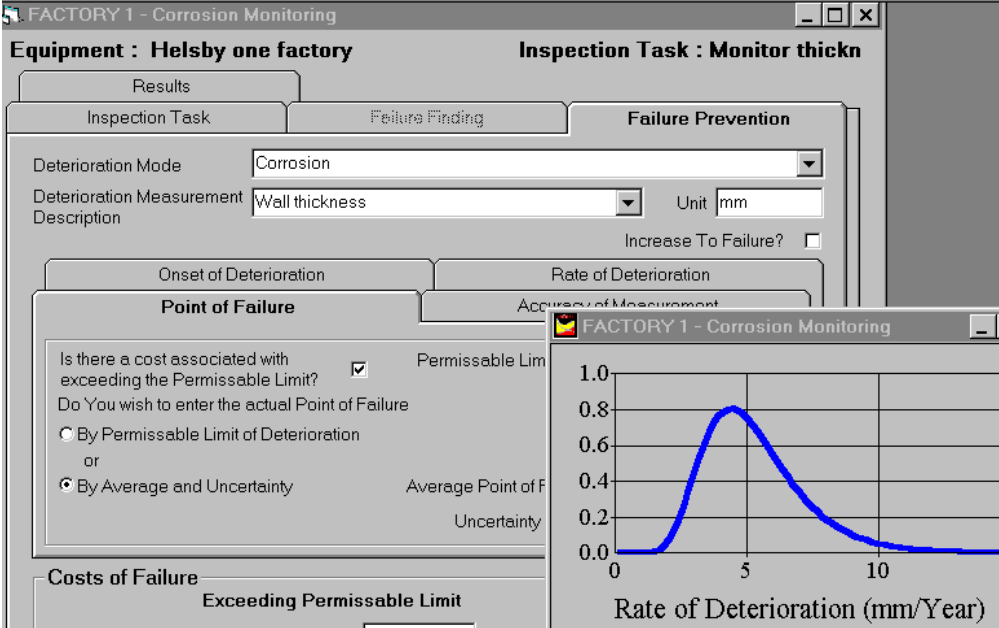 FACTORY 1 - Corrosion Monitoring
Equipment : Helsby one factory
Inspection Task : Monitor thickn
Results
Inspection Task
Failure Finding
Failure Prevention
Deterioration Mode
Corrosion
Deterioration Measurement
Description
Wall thickness
Unit
mm
Increase To Failure?
Onset of Deterioration
Rate of Deterioration
Point of Failure
Accuracy of Measurement
Is there a cost associated with
exceeding the Permissable Limit?
Permissable Lim
Do You wish to enter the actual Point of Failure
By Permissable Limit of Deterioration
or
By Average and Uncertainty
Average Point of F
Uncertainty
Costs of Failure
Exceeding Permissable Limit
FACTORY 1 - Corrosion Monitoring
1.0
0.8
0.6
0.4
0.2
0.0
0
5
10
Rate of Deterioration (mm/Year)